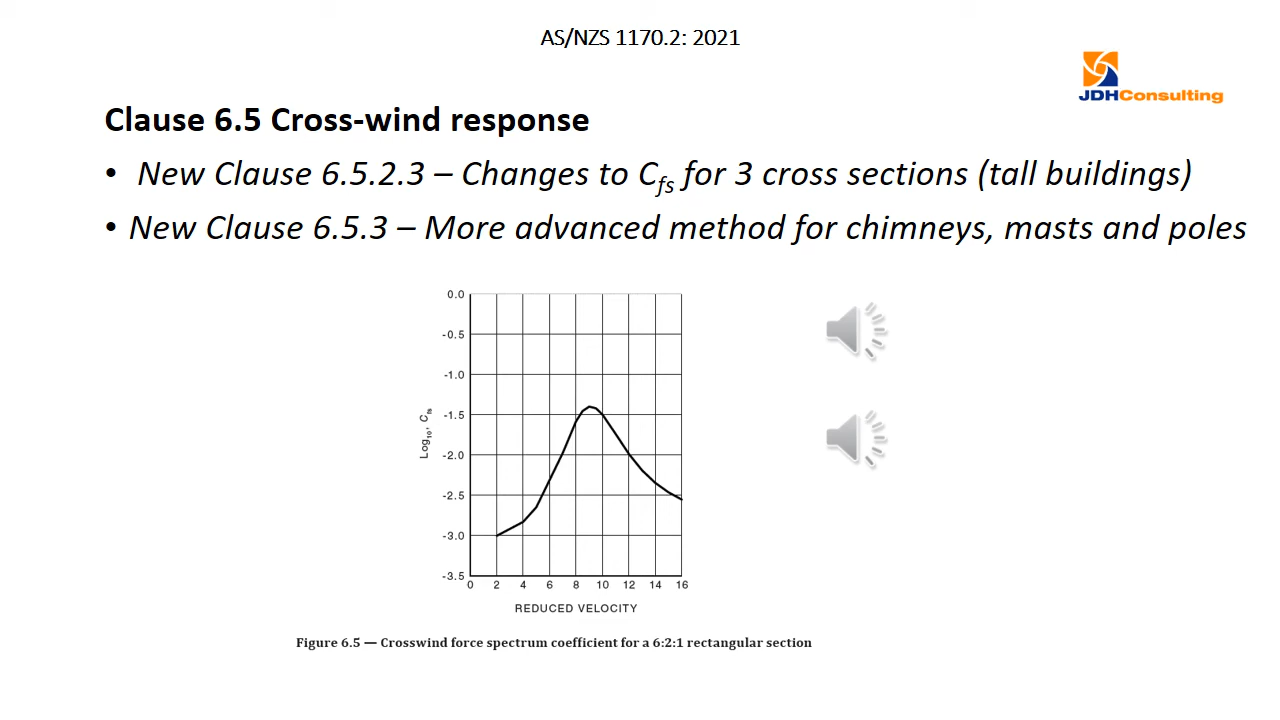 AS/NZS 1170.2: 2021
JDHConsulting
Clause 6.5 Cross-wind response
• New Clause 6.5.2.3 – Changes to Cfs for 3 cross sections (tall buildings)
• New Clause 6.5.3 – More advanced method for chimneys, masts and poles
0.0
-0.5
-1.0
-1.5
-2.0
-2.5
-3.0
-3.5
Log10, Cfs
0 2 4 6 8 10 12 14 16
REDUCED VELOCITY
Figure 6.5 — Crosswind force spectrum coefficient for a 6:2:1 rectangular section